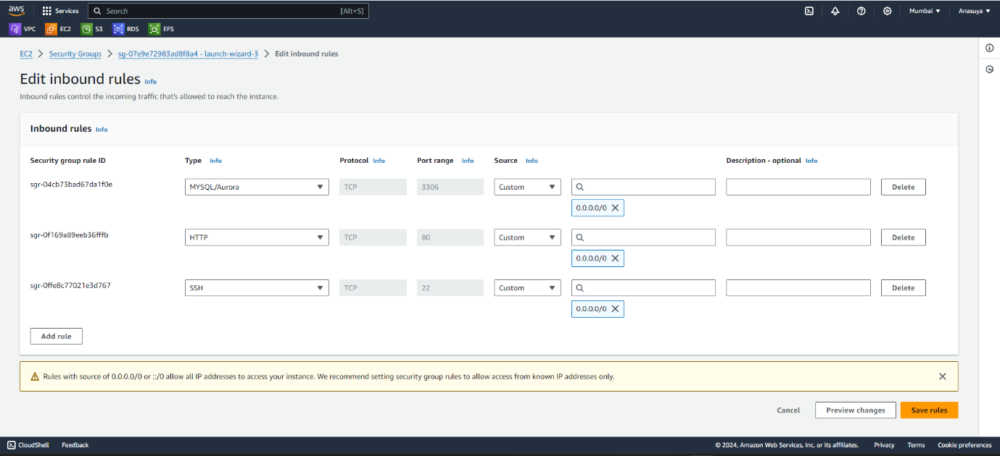 aws Services Search [Alt+S] Mumbai ▼ Anasuya ▼
VPC EC2 S3 RDS EFS
EC2 > Security Groups > sg-07e9e72983ad8f8a4 - launch-wizard-3 > Edit inbound rules
Edit inbound rules Info
Inbound rules control the incoming traffic that's allowed to reach the instance.
Inbound rules Info
Security group rule ID Type Info Protocol Info Port range Info Source Info Description - optional Info
sgr-04cb73bad67da1f0e MYSQL/Aurora TCP 3306 Custom Delete
0.0.0.0/0
sgr-0f169a89eeb36fffb HTTP TCP 80 Custom Delete
0.0.0.0/0
sgr-0ffe8c77021e3d767 SSH TCP 22 Custom Delete
0.0.0.0/0
Add rule
Rules with source of 0.0.0.0/0 or ::/0 allow all IP addresses to access your instance. We recommend setting security group rules to allow access from known IP addresses only.
Cancel Preview changes Save rules
CloudShell Feedback © 2024, Amazon Web Services, Inc. or its affiliates. Privacy Terms Cookie preferences